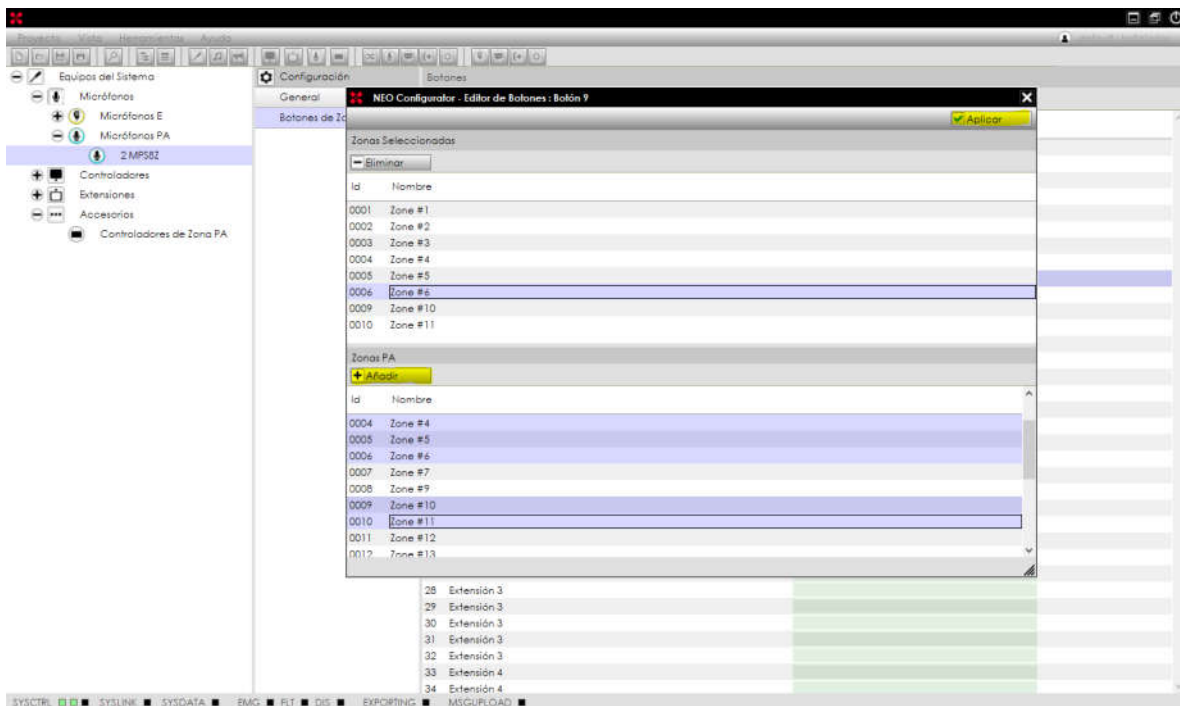 Proyecto Vista Herramientas Ayuda
Equipos del Sistema
Micrófonos
Micrófonos E
Micrófonos PA
2 MPS8Z
Controladores
Extensiones
Accesorios
Controladores de Zona PA
Configuración
General
Botones de Zo
Botones
NEO Configurator - Editor de Botones : Botón 9
Aplicar
Zonas Seleccionadas
Eliminar
Id Nombre
0001 Zone #1
0002 Zone #2
0003 Zone #3
0004 Zone #4
0005 Zone #5
0006 Zone #6
0009 Zone #10
0010 Zone #11
Zonas PA
Añadir
Id Nombre
0004 Zone #4
0005 Zone #5
0006 Zone #6
0007 Zone #7
0008 Zone #9
0009 Zone #10
0010 Zone #11
0011 Zone #12
0012 Zone #13
28 Extensión 3
29 Extensión 3
30 Extensión 3
31 Extensión 3
32 Extensión 3
33 Extensión 4
34 Extensión 4
SYSCTRL SYSLINK SYSDATA EMG FLT DIS EXPORTING MSGUPLOAD